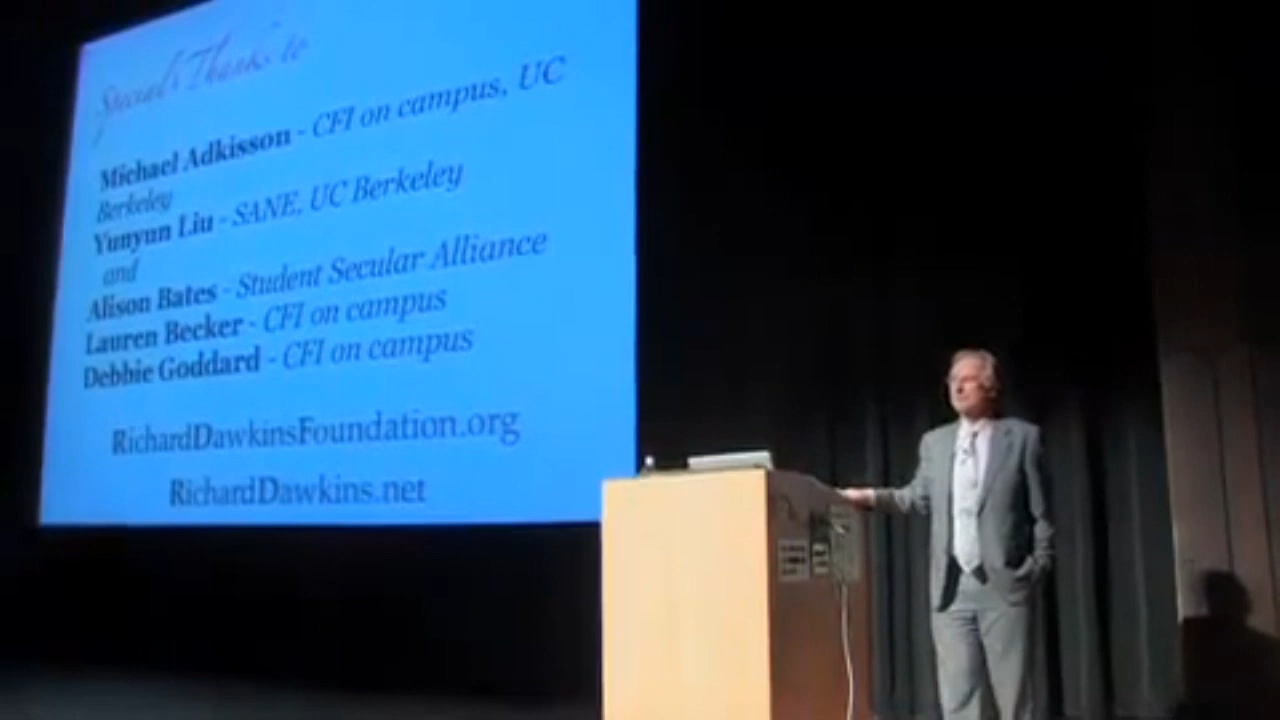 Special Thanks to
Michael Adkisson - CFI on campus, UC
Berkeley
Yunyun Liu - SANE, UC Berkeley
and
Alison Bates - Student Secular Alliance
Lauren Becker - CFI on campus
Debbie Goddard - CFI on campus
RichardDawkinsFoundation.org
RichardDawkins.net